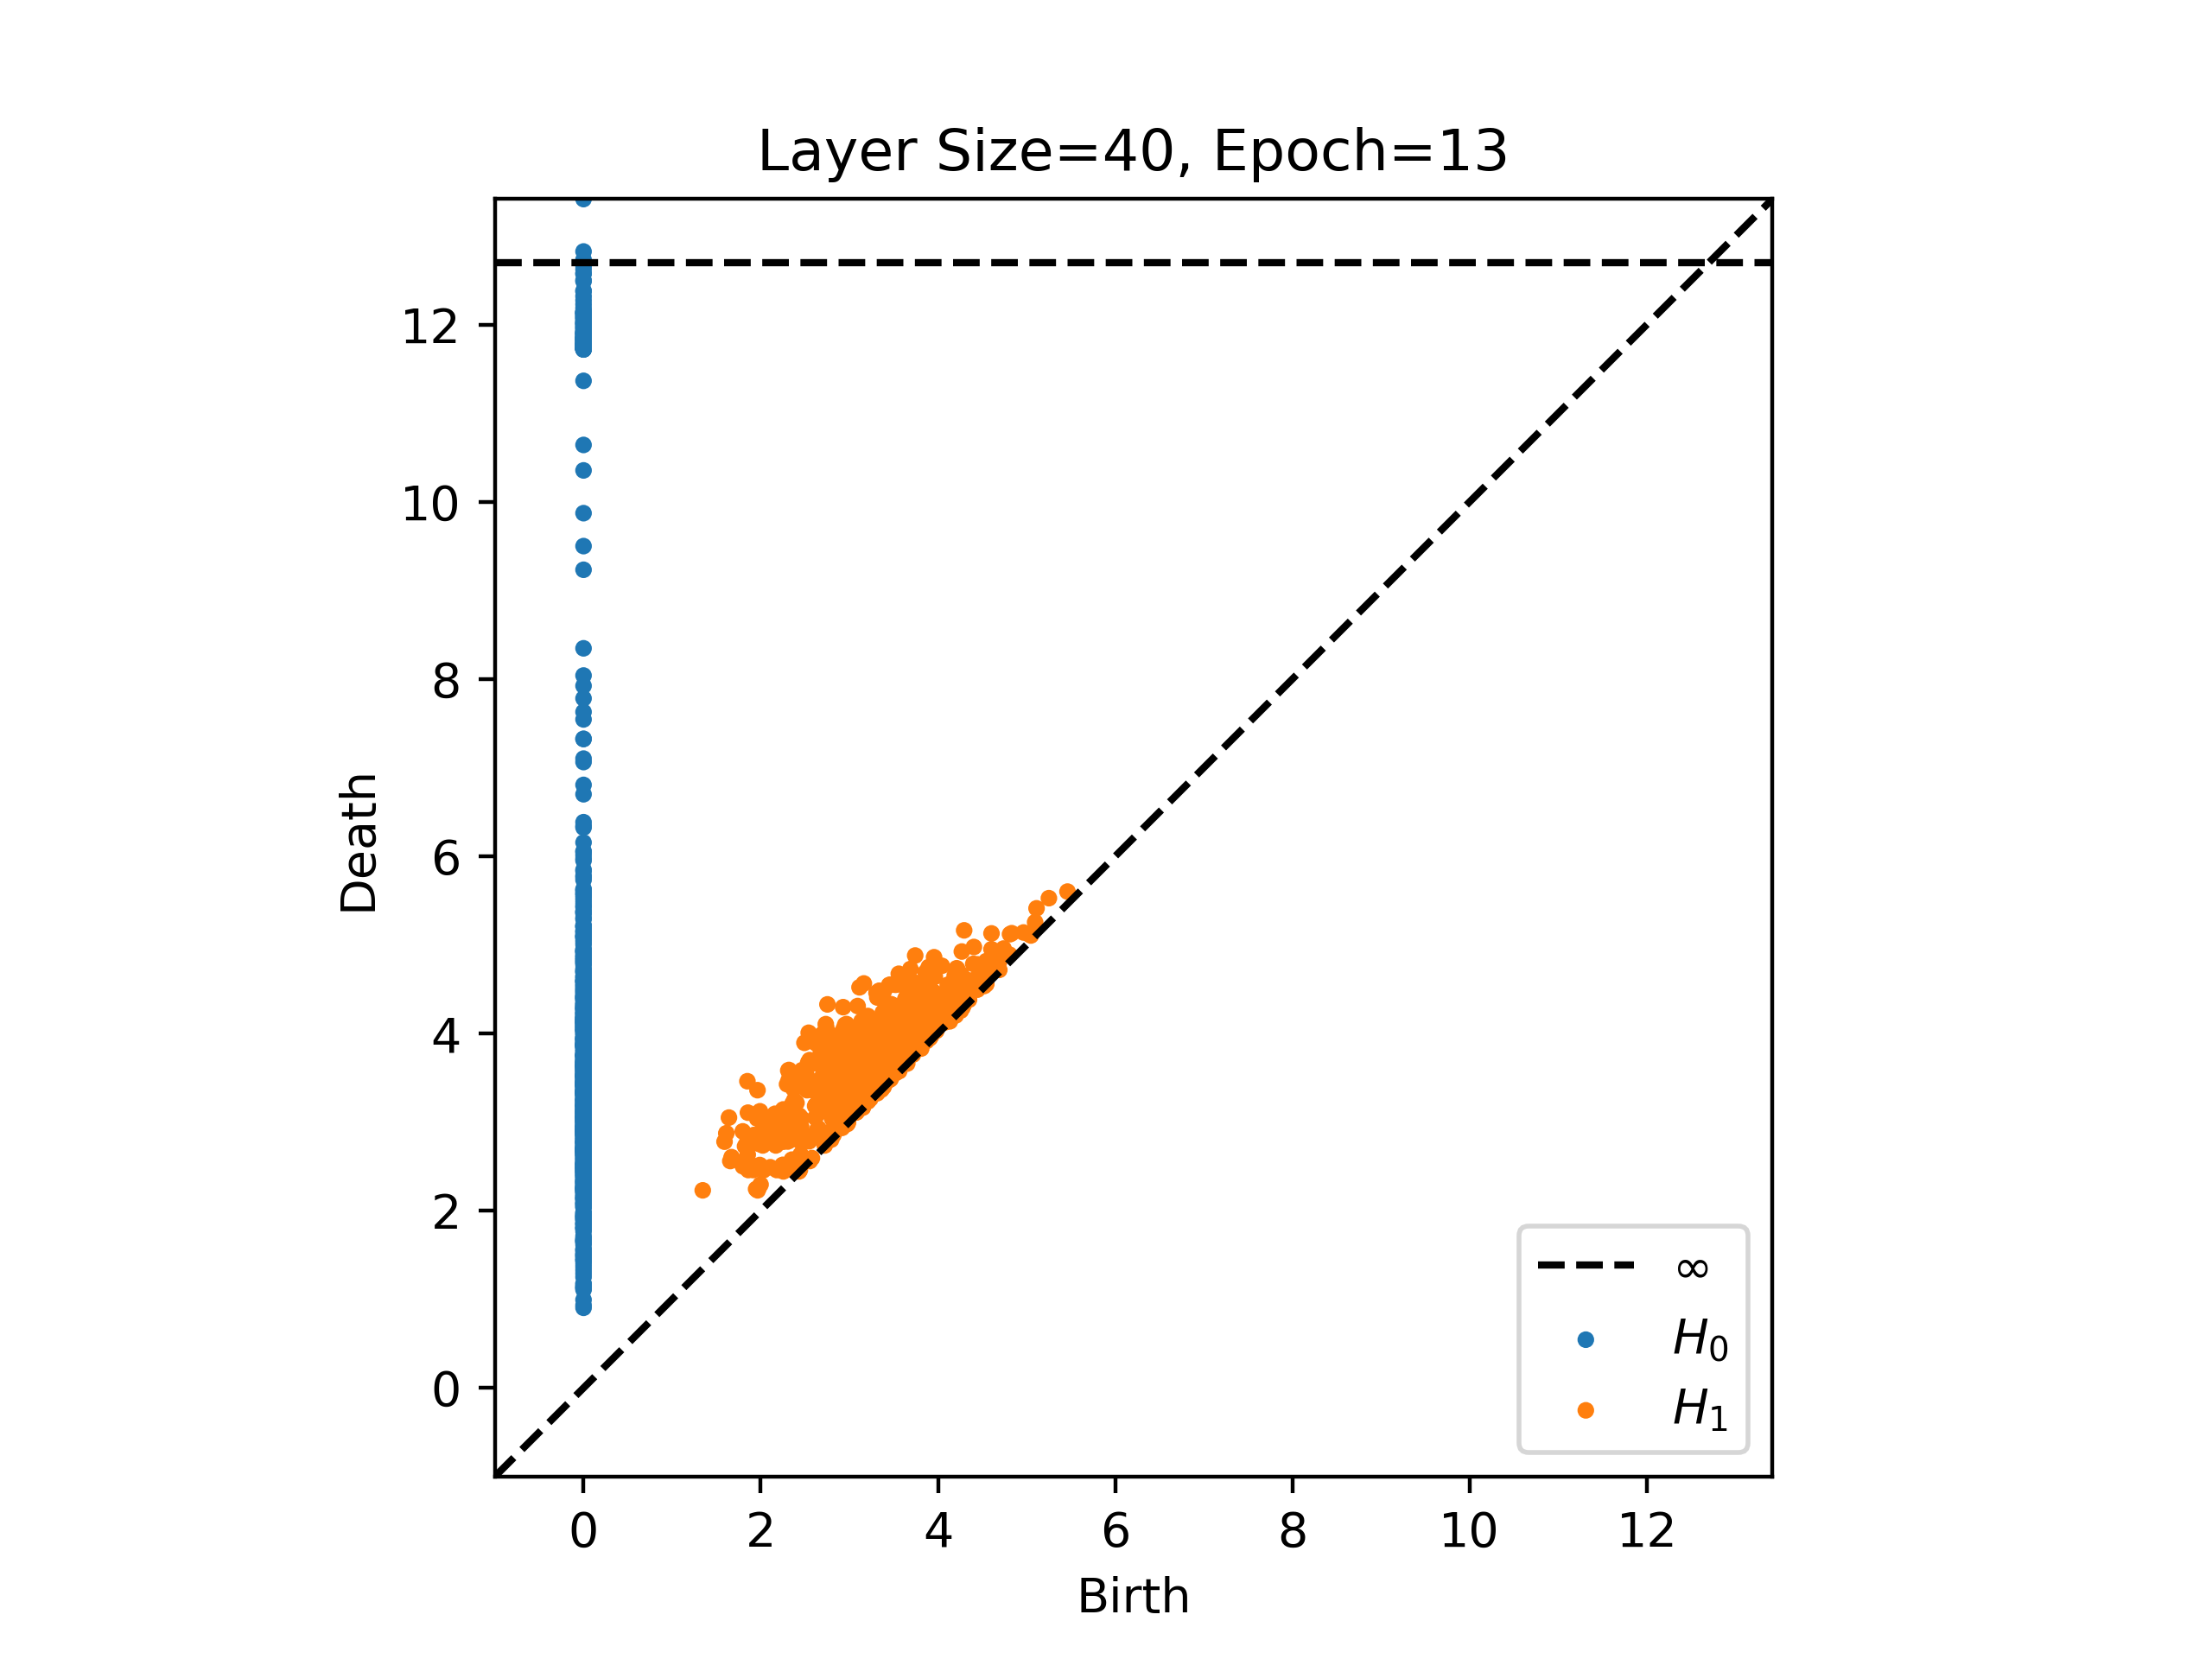 Layer Size=40, Epoch=13
Death
12
10
8
6
4
2
0
0 2 4 6 8 10 12
Birth
∞
H₀
H₁